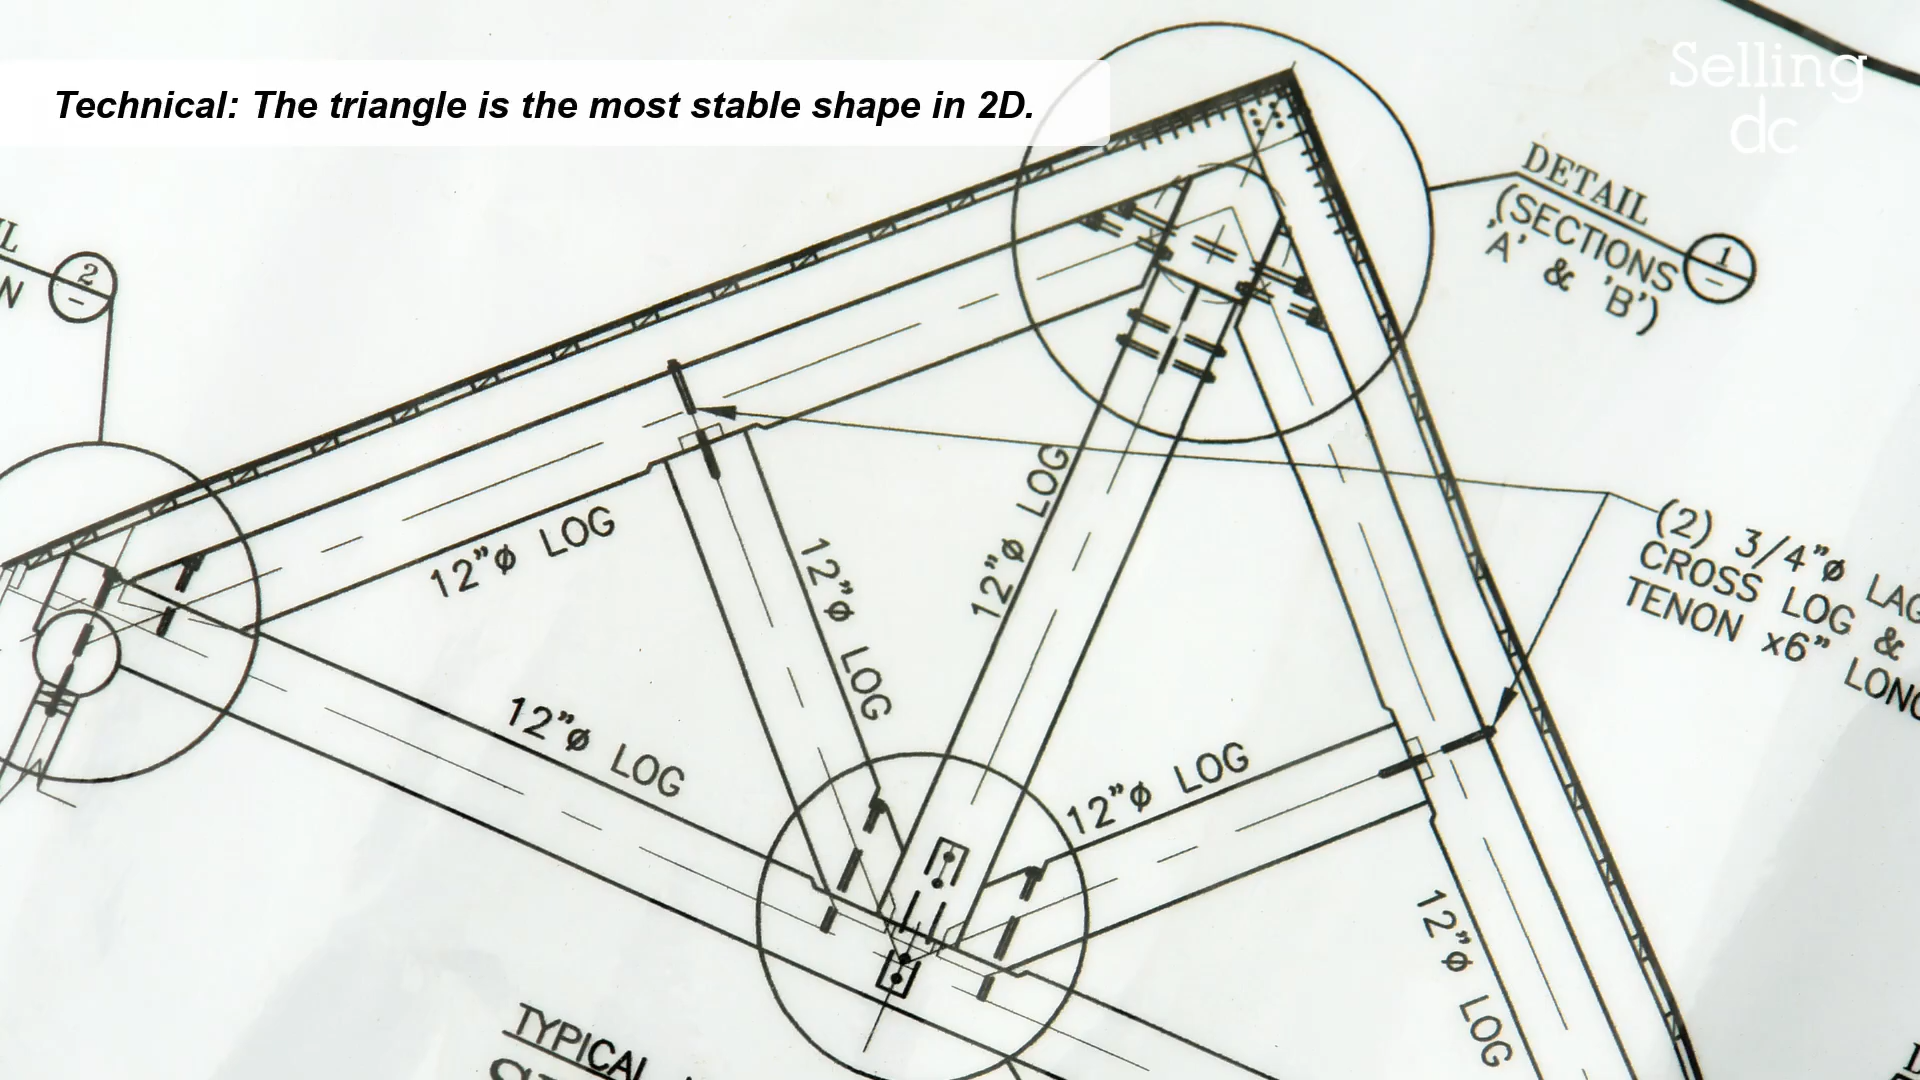 Technical: The triangle is the most stable shape in 2D.
Selling
dc
DETAIL
(SECTIONS
'A' & 'B')
1
2
12"ø LOG
12"ø LOG
12"ø LOG
12"ø LOG
12"ø LOG
12"ø LOG
(2) 3/4"ø LAG
CROSS LOG &
TENON x6" LONG
TYPICAL